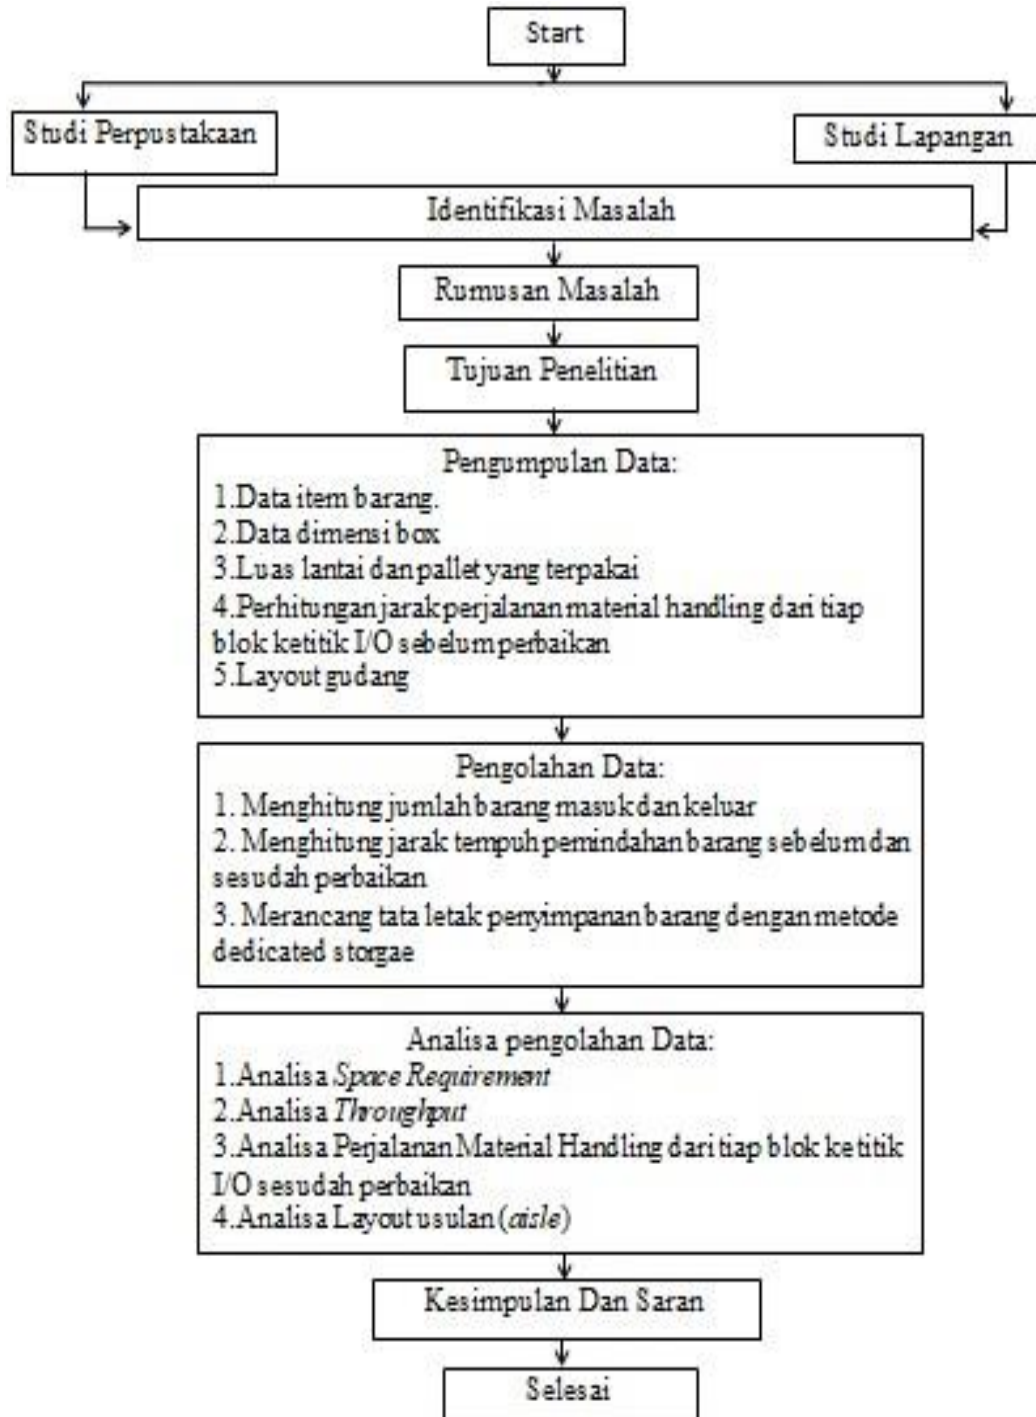 Start
Studi Perpustakaan
Studi Lapangan
Identifikasi Masalah
Rumusan Masalah
Tujuan Penelitian
Pengumpulan Data:
1.Data item barang.
2.Data dimensi box
3.Luas lantai dan pallet yang terpakai
4.Perhitungan jarak perjalanan material handling dari tiap
blok ketitik I/O sebelum perbaikan
5.Layout gudang
Pengolahan Data:
1. Menghitung jumlah barang masuk dan keluar
2. Menghitung jarak tempuh pemindahan barang sebelum dan
sesudah perbaikan
3. Merancang tata letak penyimpanan barang dengan metode
dedicated storgae
Analisa pengolahan Data:
1.Analisa Space Requirement
2.Analisa Throughput
3.Analisa Perjalanan Material Handling dari tiap blok ketitik
I/O sesudah perbaikan
4.Analisa Layout usulan (aisle)
Kesimpulan Dan Saran
Selesai